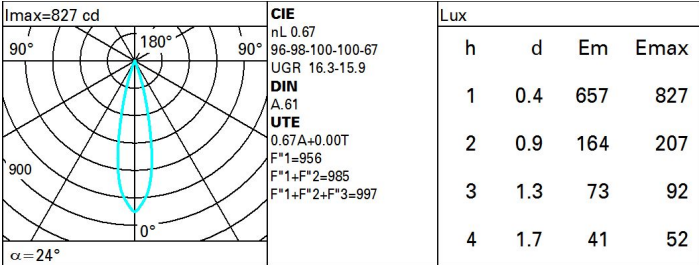 Imax=827 cd
90°
180°
90°
900
0°
α=24°
CIE
nL 0.67
96-98-100-100-67
UGR 16.3-15.9
DIN
A.61
UTE
0.67A+0.00T
F"1=956
F"1+F"2=985
F"1+F"2+F"3=997
Lux
h d Em Emax
1 0.4 657 827
2 0.9 164 207
3 1.3 73 92
4 1.7 41 52